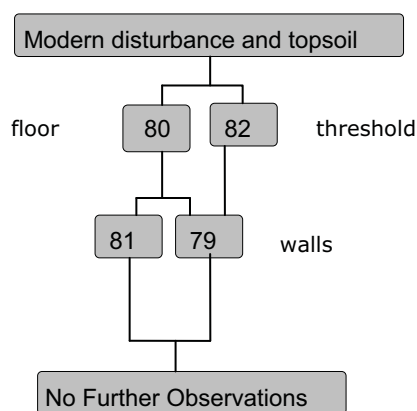 Modern disturbance and topsoil
floor 80 82 threshold
81 79 walls
No Further Observations